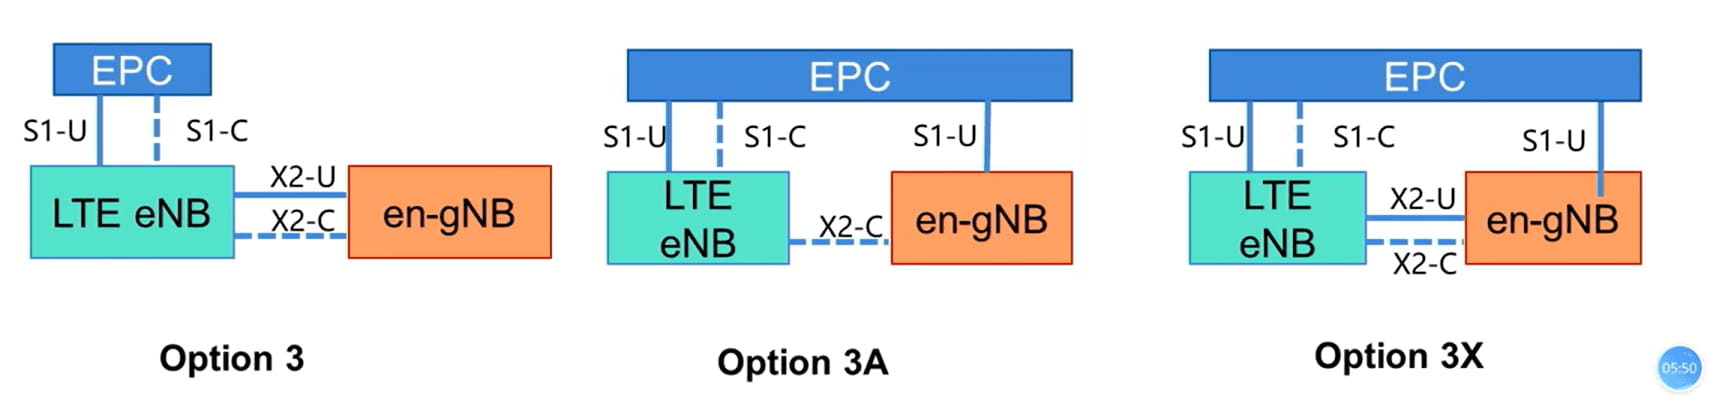 EPC
S1-U
S1-C
LTE eNB
X2-U
X2-C
en-gNB
Option 3
EPC
S1-U
S1-C
S1-U
LTE
eNB
X2-C
en-gNB
Option 3A
EPC
S1-U
S1-C
S1-U
LTE
eNB
X2-U
X2-C
en-gNB
Option 3X
05:50